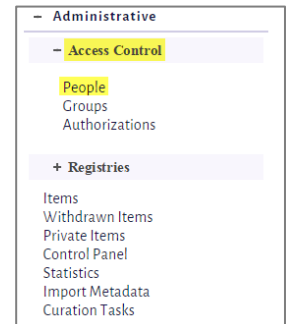 – Administrative
– Access Control
People
Groups
Authorizations
+ Registries
Items
Withdrawn Items
Private Items
Control Panel
Statistics
Import Metadata
Curation Tasks